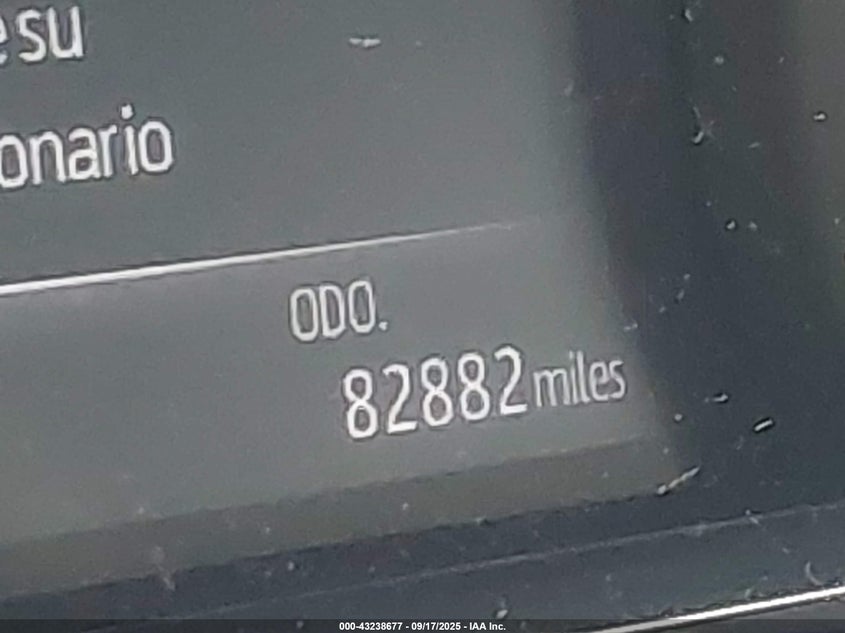 su
onario
ODO.
82882 miles
000-43238677 - 09/17/2025 - IAA Inc.